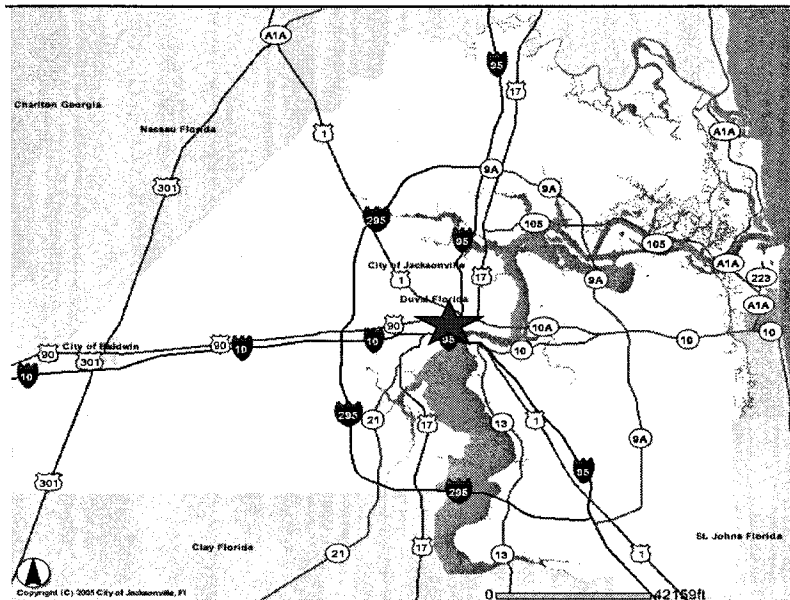 A1A
95
17
Charlton Georgia
Nassau Florida
1
A1A
301
9A
9A
295
105
95
105
City of Jacksonville
A1A
223
1
17
9A
Duval Florida
A1A
90
10A
10
90
City of Baldwin
90
10
10
95
10
10
301
10
295
21
17
13
1
9A
301
95
295
Clay Florida
St. Johns Florida
21
17
13
1
Copyright (C) 2005 City of Jacksonville, Fl
0
42159ft